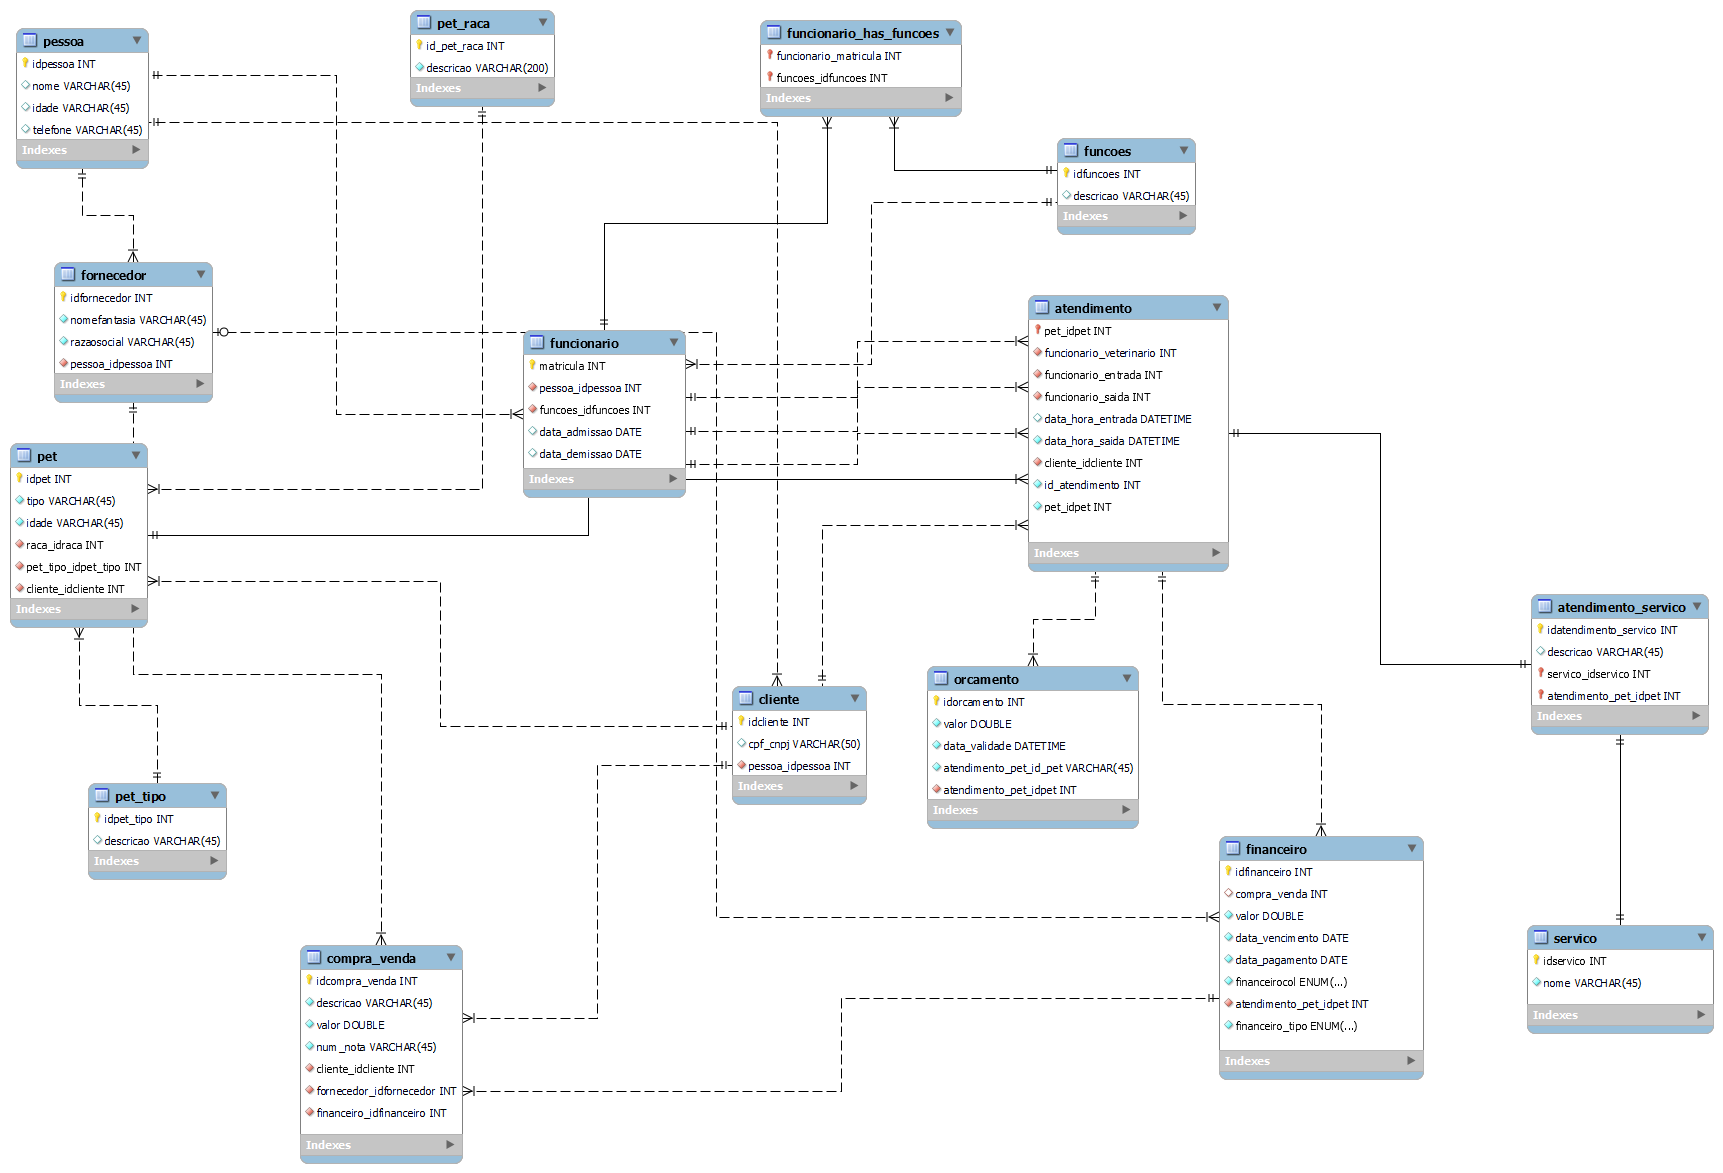 pessoa
idpessoa INT
nome VARCHAR(45)
idade VARCHAR(45)
telefone VARCHAR(45)
Indexes
pet_raca
id_pet_raca INT
descricao VARCHAR(200)
Indexes
funcionario_has_funcoes
funcionario_matricula INT
funcoes_idfuncoes INT
Indexes
funcoes
idfuncoes INT
descricao VARCHAR(45)
Indexes
fornecedor
idfornecedor INT
nomefantasia VARCHAR(45)
razaosocial VARCHAR(45)
pessoa_idpessoa INT
Indexes
funcionario
matricula INT
pessoa_idpessoa INT
funcoes_idfuncoes INT
data_admissao DATE
data_demissao DATE
Indexes
atendimento
pet_idpet INT
funcionario_veterinario INT
funcionario_entrada INT
funcionario_saida INT
data_hora_entrada DATETIME
data_hora_saida DATETIME
cliente_idcliente INT
id_atendimento INT
pet_idpet INT
Indexes
pet
idpet INT
tipo VARCHAR(45)
idade VARCHAR(45)
raca_idraca INT
pet_tipo_idpet_tipo INT
cliente_idcliente INT
Indexes
atendimento_servico
idatendimento_servico INT
descricao VARCHAR(45)
servico_idservico INT
atendimento_pet_idpet INT
Indexes
orcamento
idorcamento INT
valor DOUBLE
data_validade DATETIME
atendimento_pet_id_pet VARCHAR(45)
atendimento_pet_idpet INT
Indexes
cliente
idcliente INT
cpf_cnpj VARCHAR(50)
pessoa_idpessoa INT
Indexes
pet_tipo
idpet_tipo INT
descricao VARCHAR(45)
Indexes
financeiro
idfinanceiro INT
compra_venda INT
valor DOUBLE
data_vencimento DATE
data_pagamento DATE
financeirocol ENUM(...)
atendimento_pet_idpet INT
financeiro_tipo ENUM(...)
Indexes
servico
idservico INT
nome VARCHAR(45)
Indexes
compra_venda
idcompra_venda INT
descricao VARCHAR(45)
valor DOUBLE
num_nota VARCHAR(45)
cliente_idcliente INT
fornecedor_idfornecedor INT
financeiro_idfinanceiro INT
Indexes